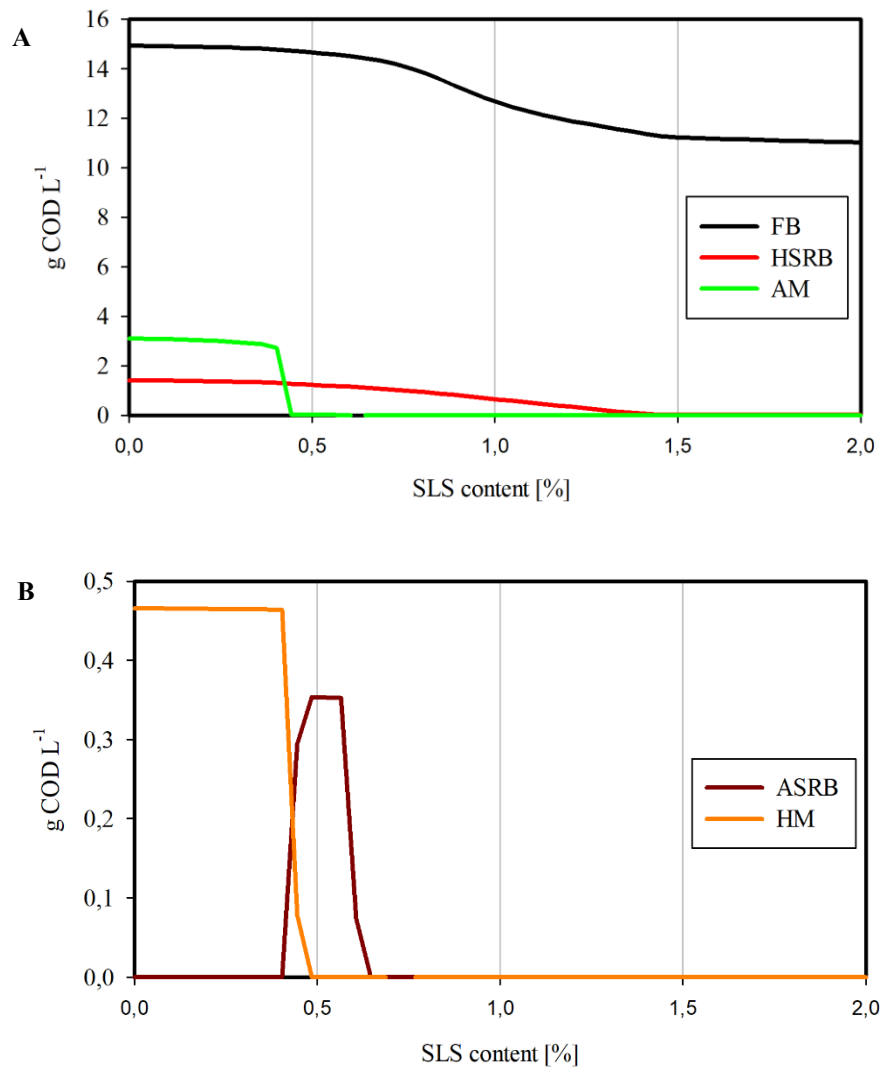 A
16
14
12
10
8
6
4
2
0
g COD L⁻¹
FB
HSRB
AM
0,0 0,5 1,0 1,5 2,0
SLS content [%]
B
0,5
0,4
0,3
0,2
0,1
0,0
g COD L⁻¹
ASRB
HM
0,0 0,5 1,0 1,5 2,0
SLS content [%]